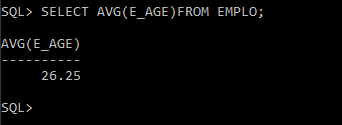 SQL> SELECT AVG(E_AGE)FROM EMPLO;
AVG(E_AGE)
----------
26.25
SQL>